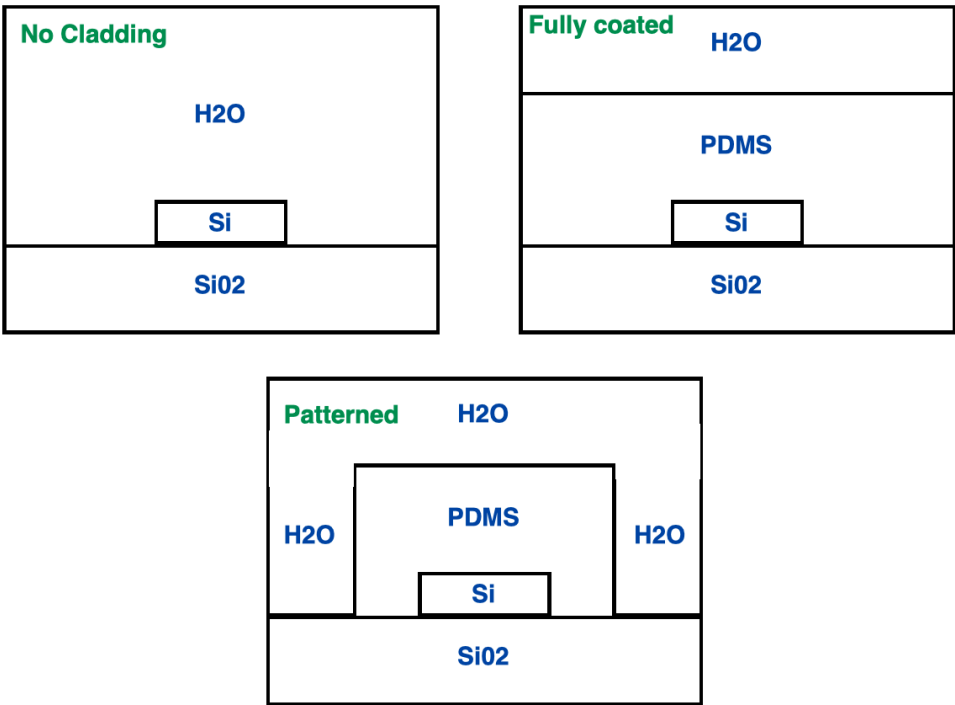 No Cladding
H2O
Si
Si02
Fully coated
H2O
PDMS
Si
Si02
Patterned
H2O
H2O
PDMS
H2O
Si
Si02